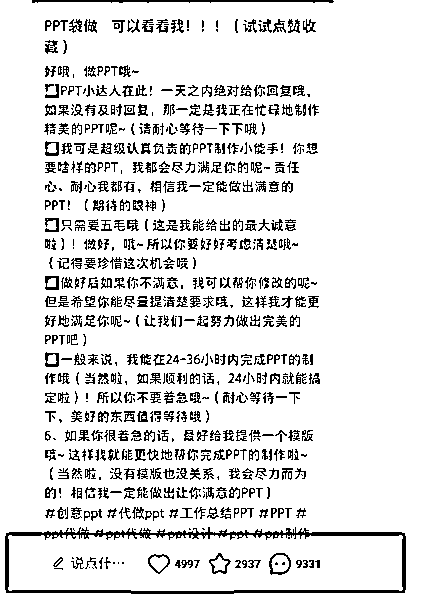 PPT袋做 可以看看我！！！（试试点赞收
藏）
好哦，做PPT哦~
PPT小达人在此！一天之内绝对给你回复哦，
如果没有及时回复，那一定是我正在忙碌地制作
精美的PPT呢~（请耐心等待一下下哦）
我可是超级认真负责的PPT制作小能手！你想
要啥样的PPT，我都会尽力满足你的呢~责任
心、耐心我都有，相信我一定能做出满意的
PPT！（期待的眼神）
只需要五毛哦（这是我能给出的最大诚意
啦）！做好，哦~所以你要好好考虑清楚哦~
（记得要珍惜这次机会哦）
做好后如果你不满意，我可以帮你修改的呢~
但是希望你能尽量提清楚要求哦，这样我才能更
好地满足你呢~（让我们一起努力做出完美的
PPT吧）
一般来说，我能在24-36小时内完成PPT的制
作哦（当然啦，如果顺利的话，24小时内就能搞
定啦）！所以你不要着急哦~（耐心等待一下
下，美好的东西值得等待哦）
6、如果你很着急的话，最好给我提供一个模版
哦~这样我就能更快地帮你完成PPT的制作啦~
（当然啦，没有模版也没关系，我会尽力而为
的！相信我一定能做出让你满意的PPT）
#创意ppt #代做ppt #工作总结PPT #PPT #
ppt代做 #ppt代做 #ppt设计 #ppt #ppt制作
说点什… 4997 2937 9331